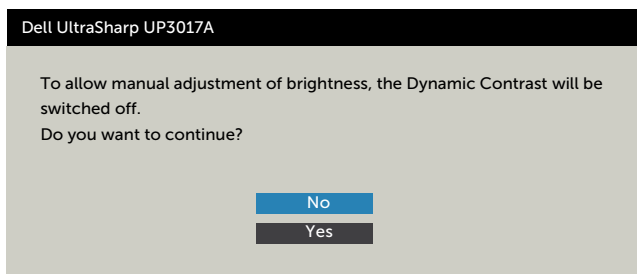 Dell UltraSharp UP3017A
To allow manual adjustment of brightness, the Dynamic Contrast will be
switched off.
Do you want to continue?
No
Yes